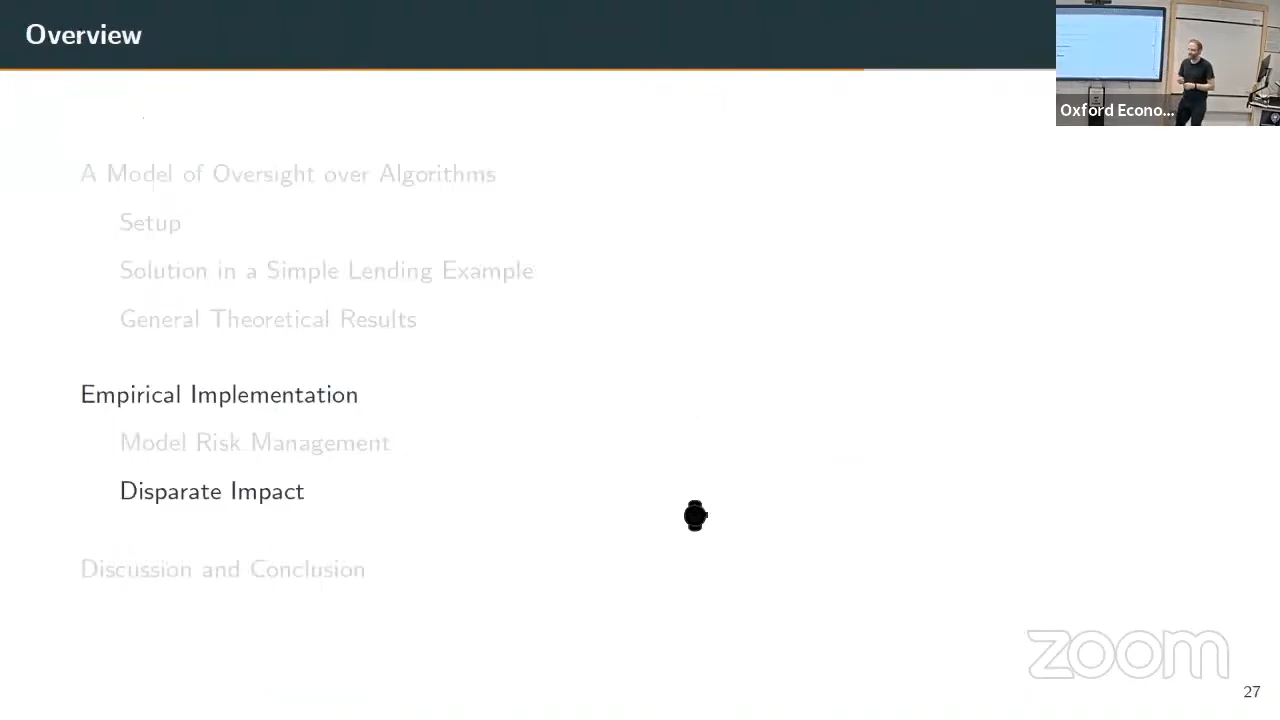 Overview
Oxford Econo...
A Model of Oversight over Algorithms
Setup
Solution in a Simple Lending Example
General Theoretical Results
Empirical Implementation
Model Risk Management
Disparate Impact
Discussion and Conclusion
zoom
27